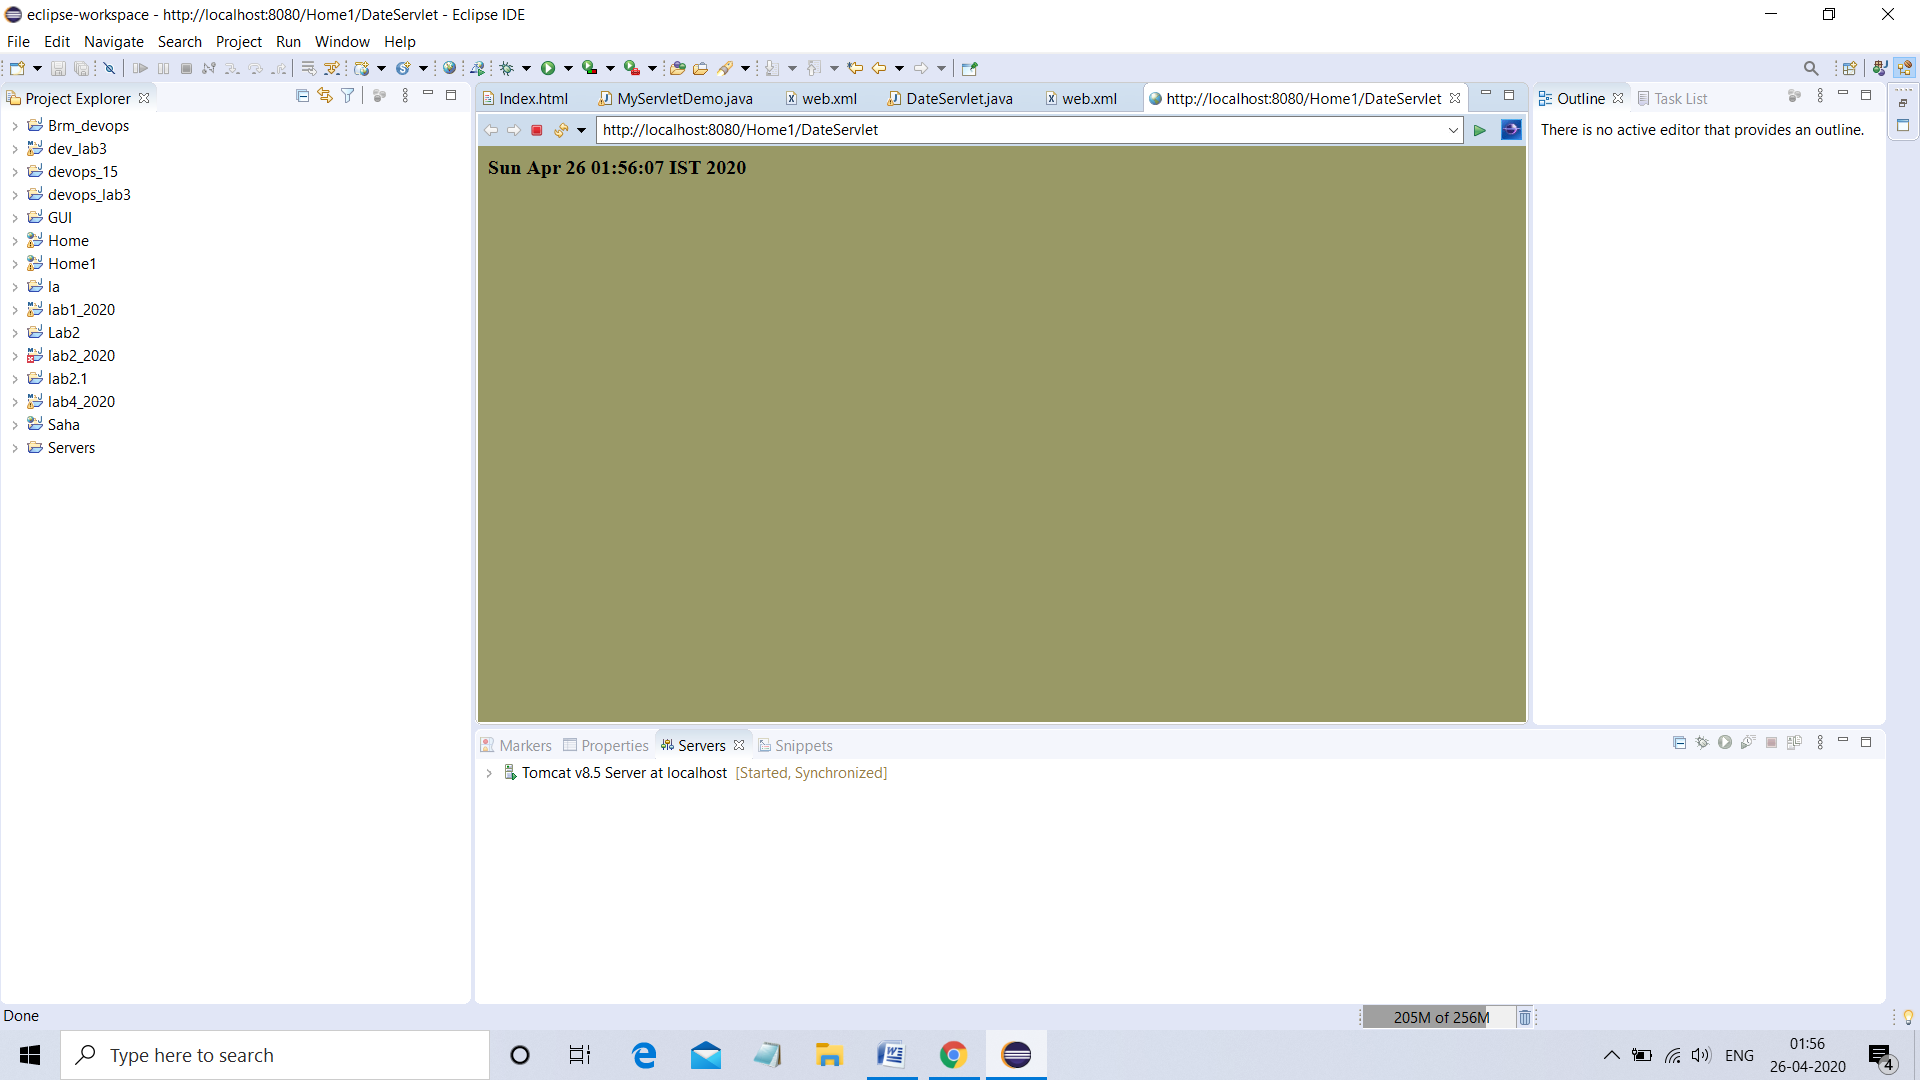 eclipse-workspace - http://localhost:8080/Home1/DateServlet - Eclipse IDE
File Edit Navigate Search Project Run Window Help
Project Explorer
Brm_devops
dev_lab3
devops_15
devops_lab3
GUI
Home
Home1
la
lab1_2020
Lab2
lab2_2020
lab2.1
lab4_2020
Saha
Servers
Index.html MyServletDemo.java web.xml DateServlet.java web.xml http://localhost:8080/Home1/DateServlet
http://localhost:8080/Home1/DateServlet
Sun Apr 26 01:56:07 IST 2020
Outline Task List
There is no active editor that provides an outline.
Markers Properties Servers Snippets
Tomcat v8.5 Server at localhost [Started, Synchronized]
Done
205M of 256M
Type here to search
ENG
01:56
26-04-2020
4